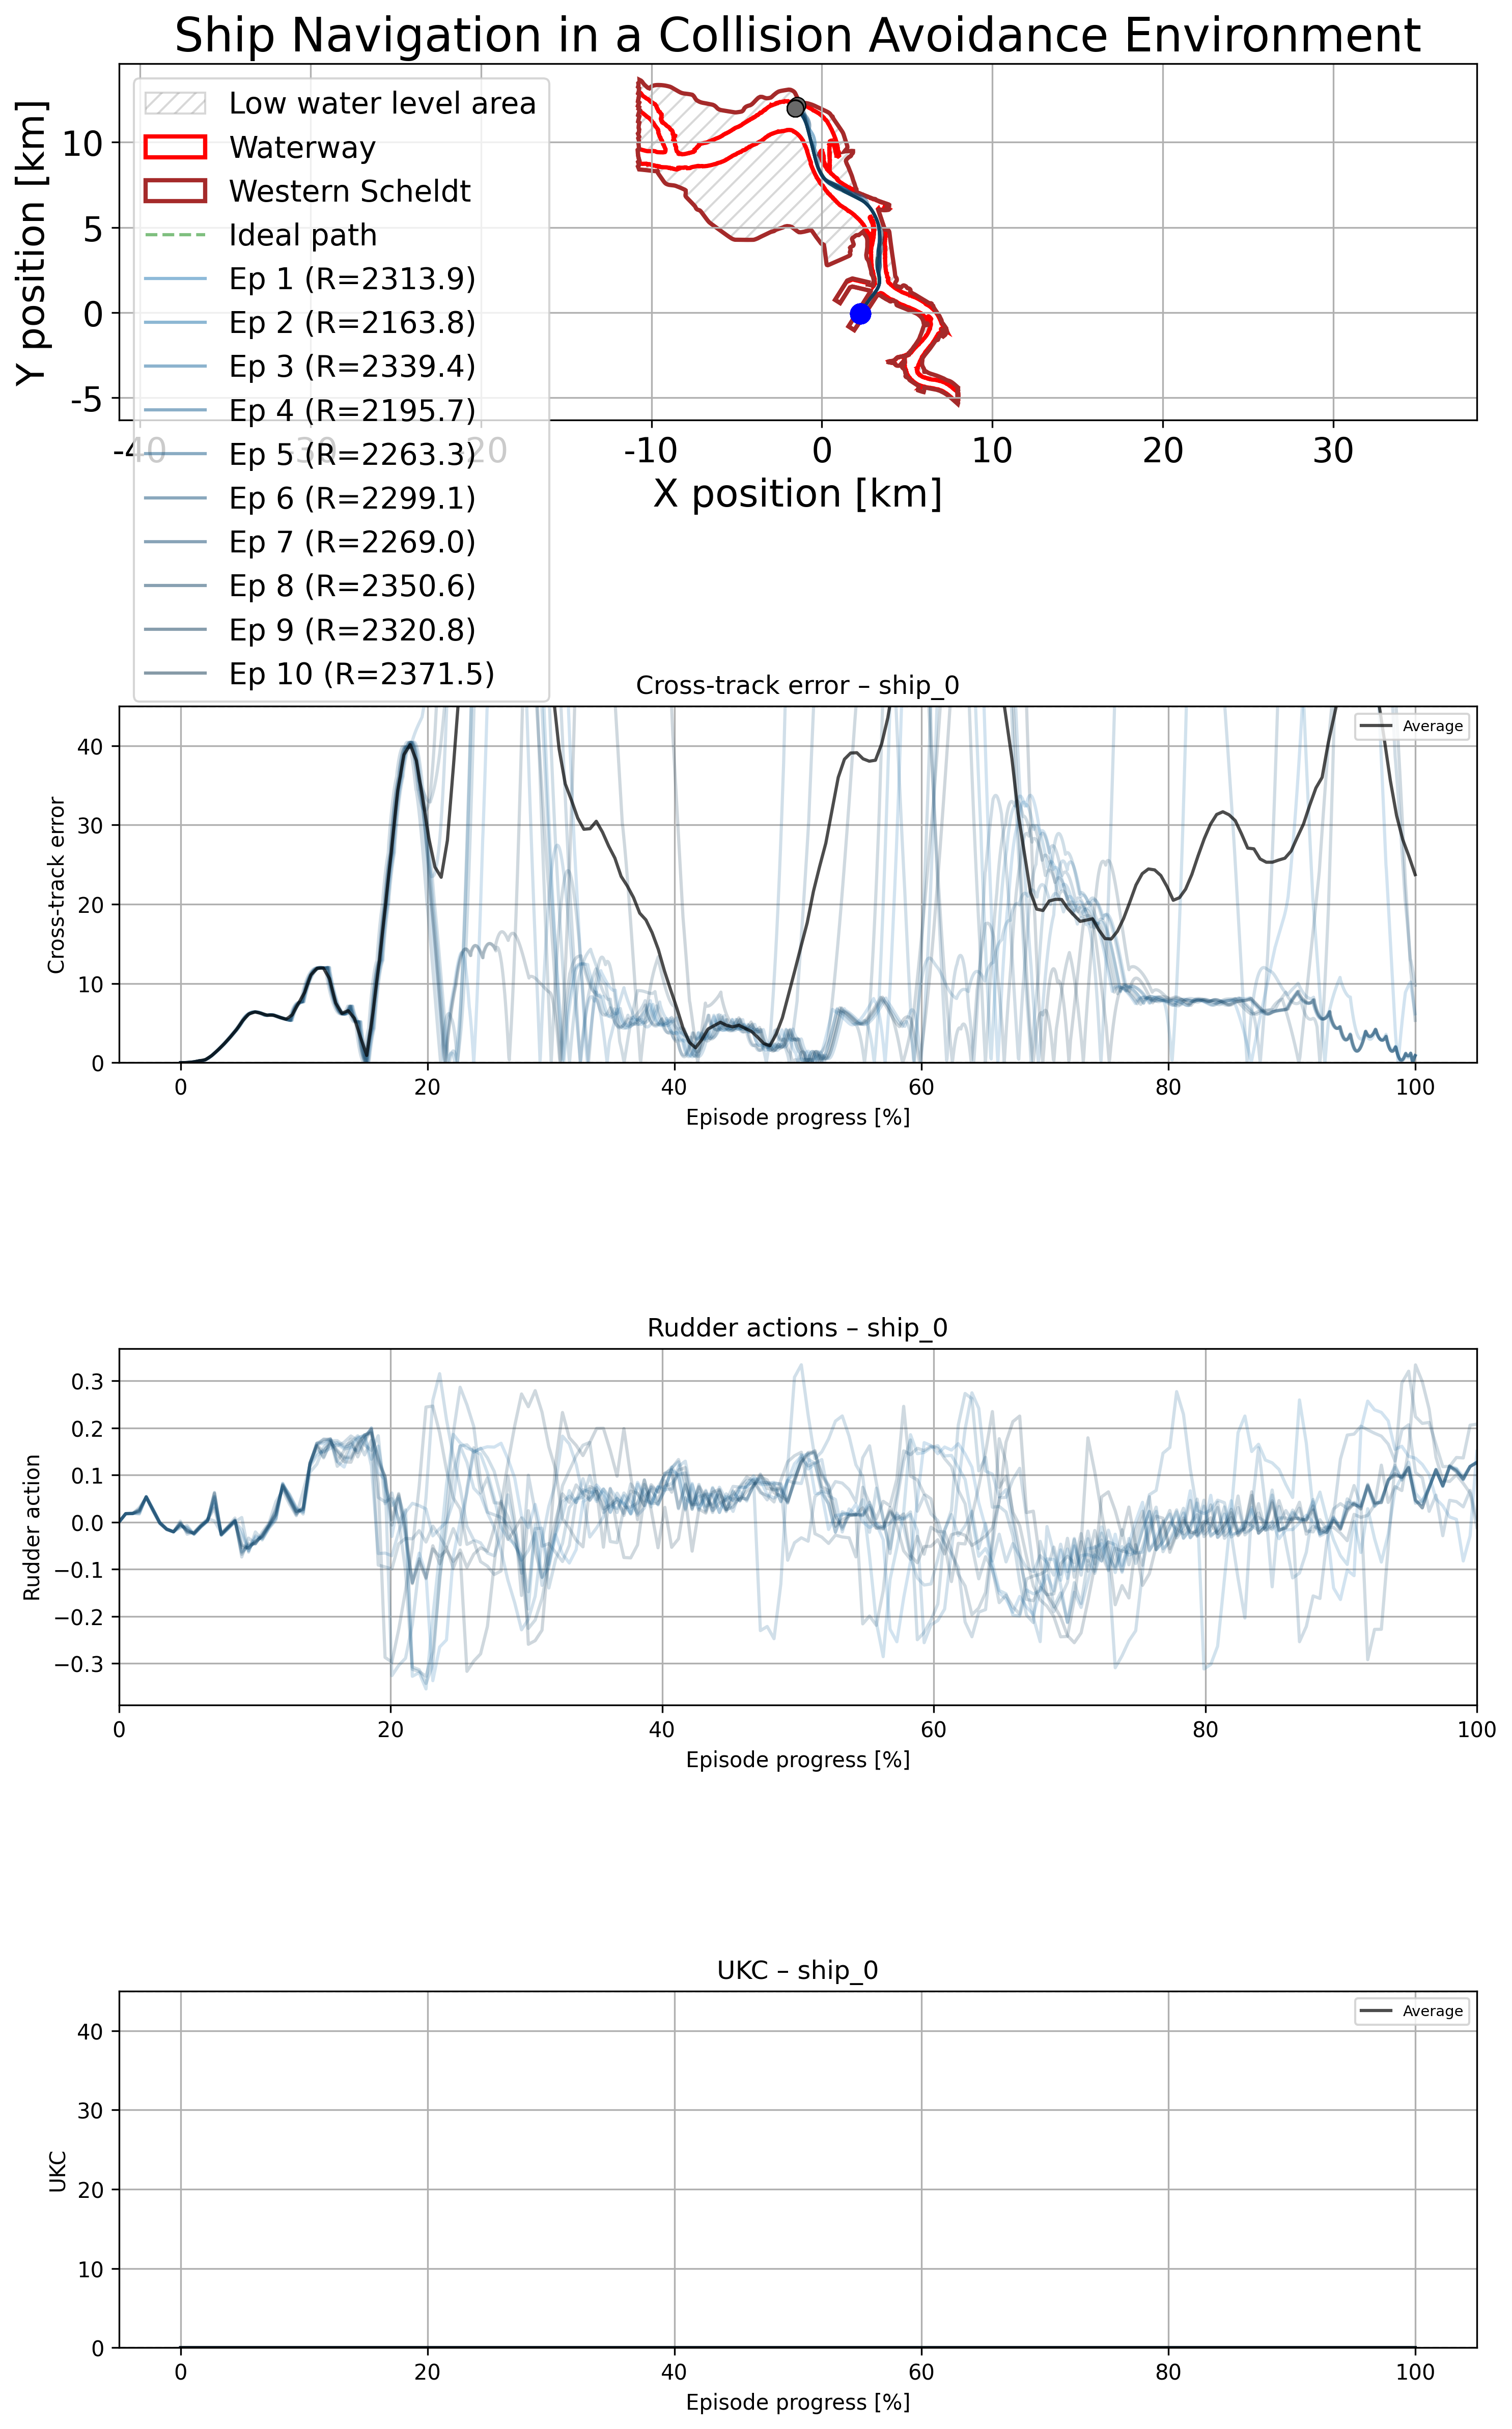 Ship Navigation in a Collision Avoidance Environment
Y position [km]
10
5
0
-5
Low water level area
Waterway
Western Scheldt
Ideal path
Ep 1 (R=2313.9)
Ep 2 (R=2163.8)
Ep 3 (R=2339.4)
Ep 4 (R=2195.7)
Ep 5 (R=2263.3)
Ep 6 (R=2299.1)
Ep 7 (R=2269.0)
Ep 8 (R=2350.6)
Ep 9 (R=2320.8)
Ep 10 (R=2371.5)
-40 -30 -20 -10 0 10 20 30
X position [km]
Cross-track error – ship_0
Average
Cross-track error
40
30
20
10
0
0 20 40 60 80 100
Episode progress [%]
Rudder actions – ship_0
Rudder action
0.3
0.2
0.1
0.0
−0.1
−0.2
−0.3
0 20 40 60 80 100
Episode progress [%]
UKC – ship_0
Average
UKC
40
30
20
10
0
0 20 40 60 80 100
Episode progress [%]